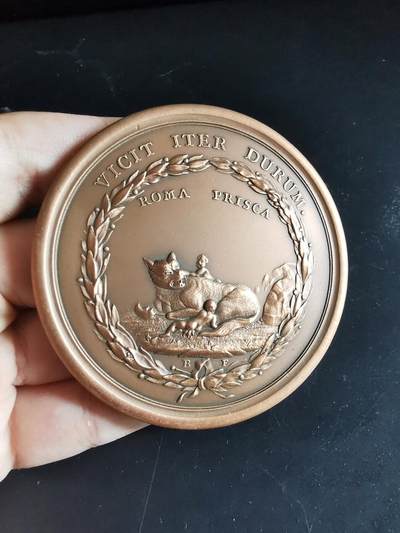 VICIT ITER DURUM.
ROMA PRISCA
B F